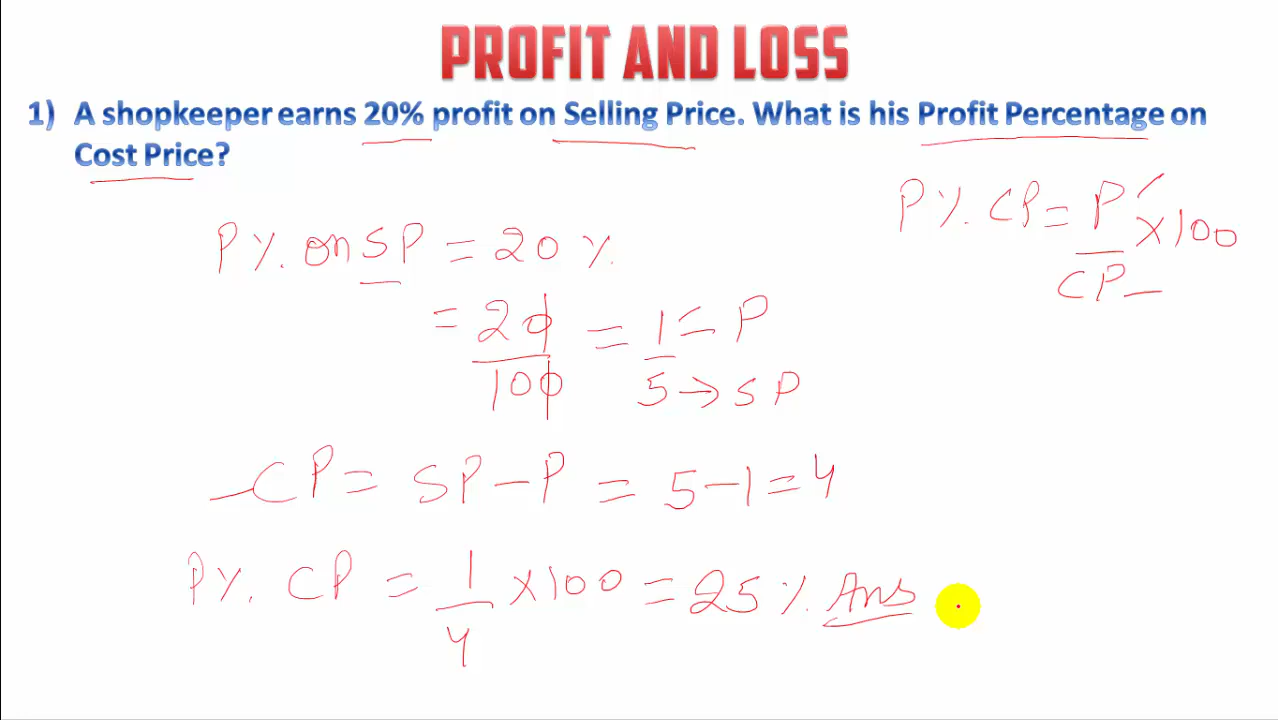 PROFIT AND LOSS
1) A shopkeeper earns 20% profit on Selling Price. What is his Profit Percentage on
Cost Price?
P%. CP = P/CP × 100
P%. on SP = 20%.
= 20/100 = 1/5 = P
5 → SP
CP = SP - P = 5 - 1 = 4
P%. CP = 1/4 × 100 = 25%. Ans